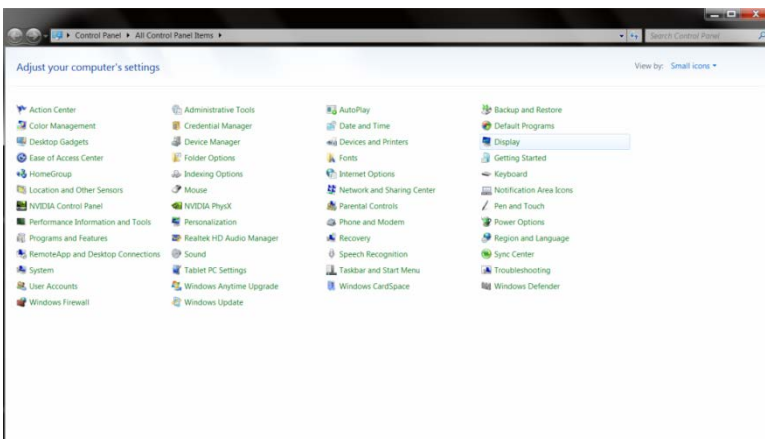 Control Panel ▸ All Control Panel Items ▸ Search Control Panel
Adjust your computer's settings View by: Small icons
Action Center Administrative Tools AutoPlay Backup and Restore
Color Management Credential Manager Date and Time Default Programs
Desktop Gadgets Device Manager Devices and Printers Display
Ease of Access Center Folder Options Fonts Getting Started
HomeGroup Indexing Options Internet Options Keyboard
Location and Other Sensors Mouse Network and Sharing Center Notification Area Icons
NVIDIA Control Panel NVIDIA PhysX Parental Controls Pen and Touch
Performance Information and Tools Personalization Phone and Modem Power Options
Programs and Features Realtek HD Audio Manager Recovery Region and Language
RemoteApp and Desktop Connections Sound Speech Recognition Sync Center
System Tablet PC Settings Taskbar and Start Menu Troubleshooting
User Accounts Windows Anytime Upgrade Windows CardSpace Windows Defender
Windows Firewall Windows Update